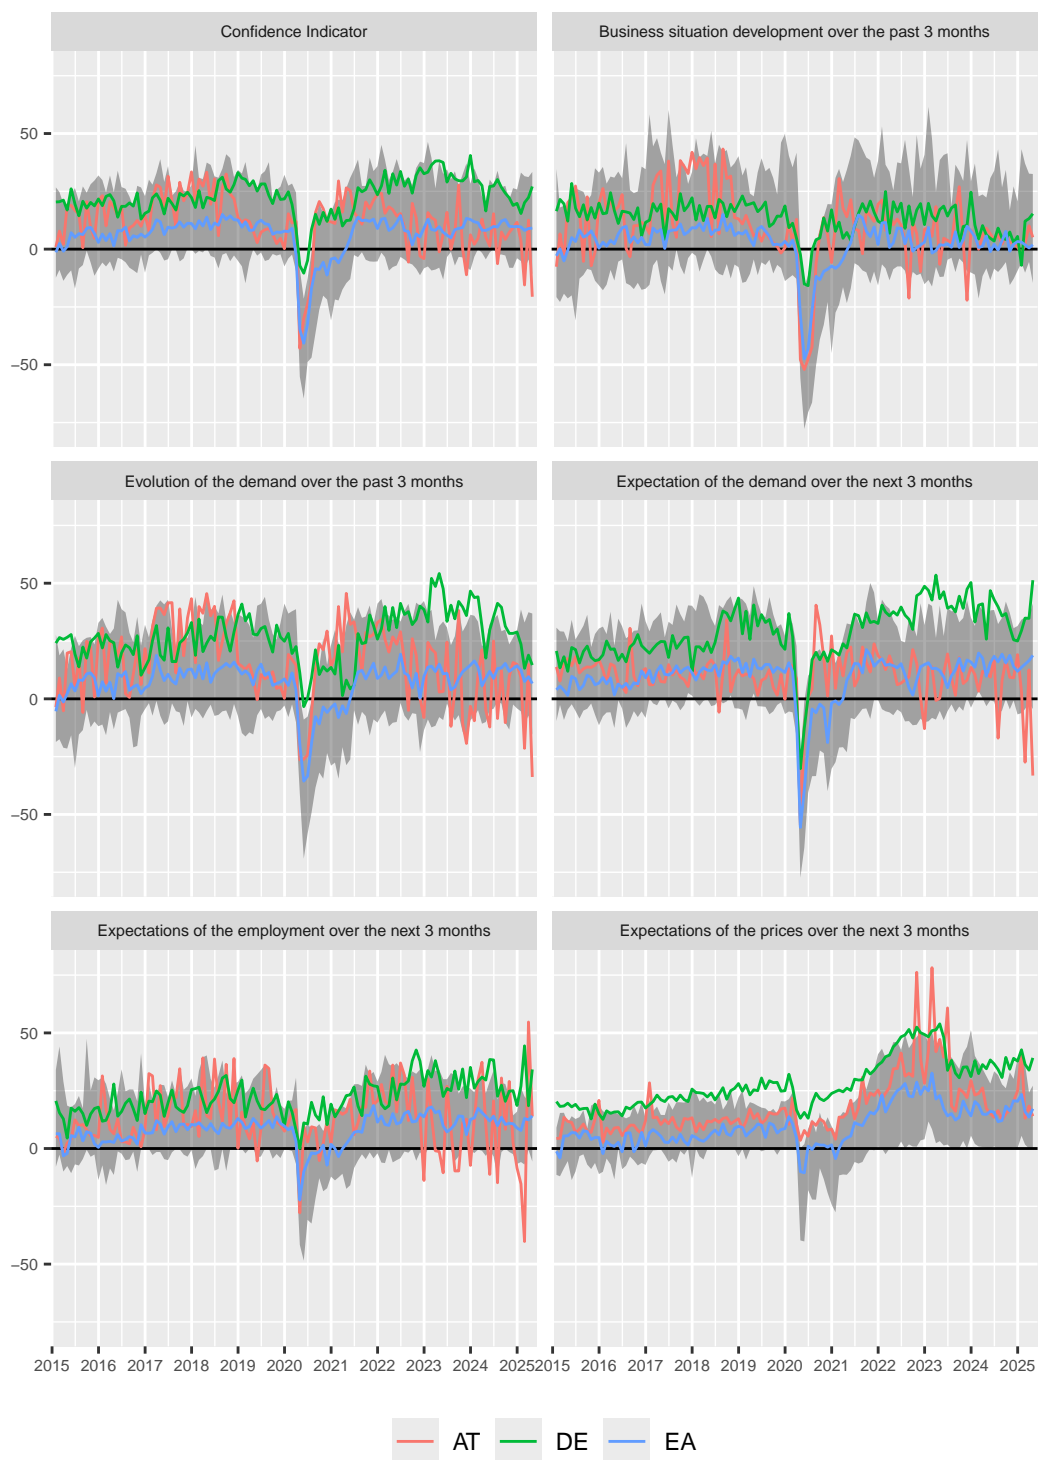 Confidence Indicator
Business situation development over the past 3 months
50
0
−50
Evolution of the demand over the past 3 months
Expectation of the demand over the next 3 months
50
0
−50
Expectations of the employment over the next 3 months
Expectations of the prices over the next 3 months
50
0
−50
2015 2016 2017 2018 2019 2020 2021 2022 2023 2024 2025
2015 2016 2017 2018 2019 2020 2021 2022 2023 2024 2025
AT DE EA